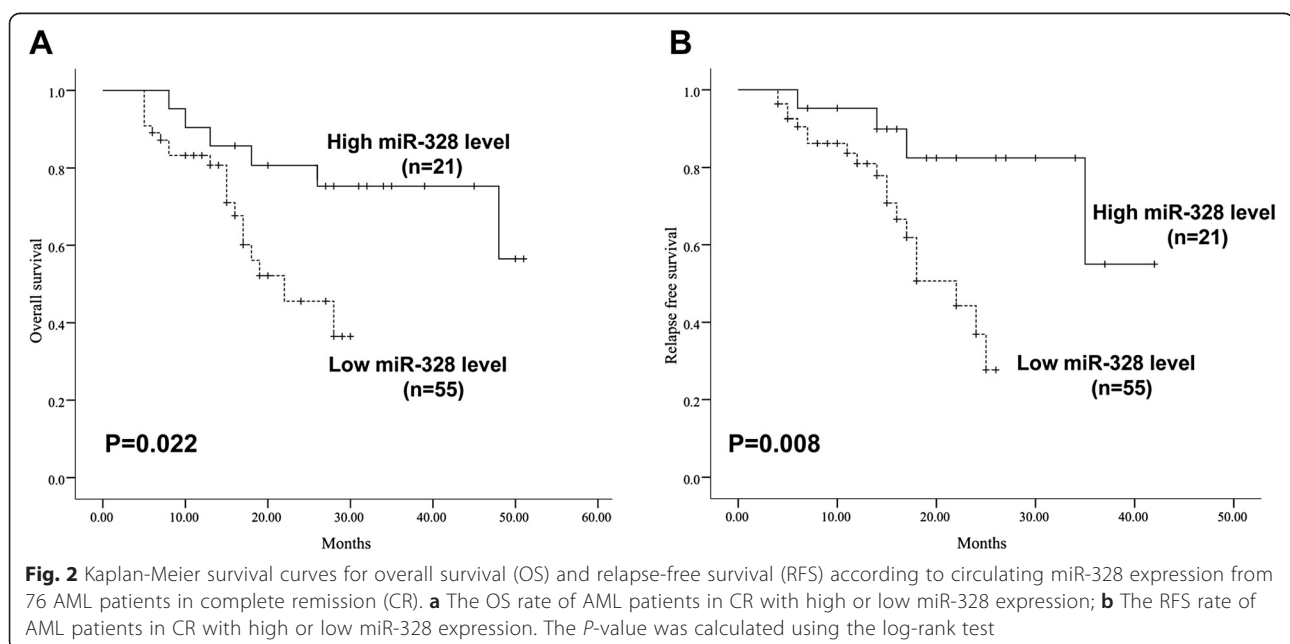 A
Overall survival
1.0
0.8
0.6
0.4
0.2
0.0
High miR-328 level
(n=21)
Low miR-328 level
(n=55)
P=0.022
0.00 10.00 20.00 30.00 40.00 50.00 60.00
Months
B
Relapse free survival
1.0
0.8
0.6
0.4
0.2
0.0
High miR-328 level
(n=21)
Low miR-328 level
(n=55)
P=0.008
0.00 10.00 20.00 30.00 40.00 50.00
Months
Fig. 2 Kaplan-Meier survival curves for overall survival (OS) and relapse-free survival (RFS) according to circulating miR-328 expression from
76 AML patients in complete remission (CR). a The OS rate of AML patients in CR with high or low miR-328 expression; b The RFS rate of
AML patients in CR with high or low miR-328 expression. The P-value was calculated using the log-rank test